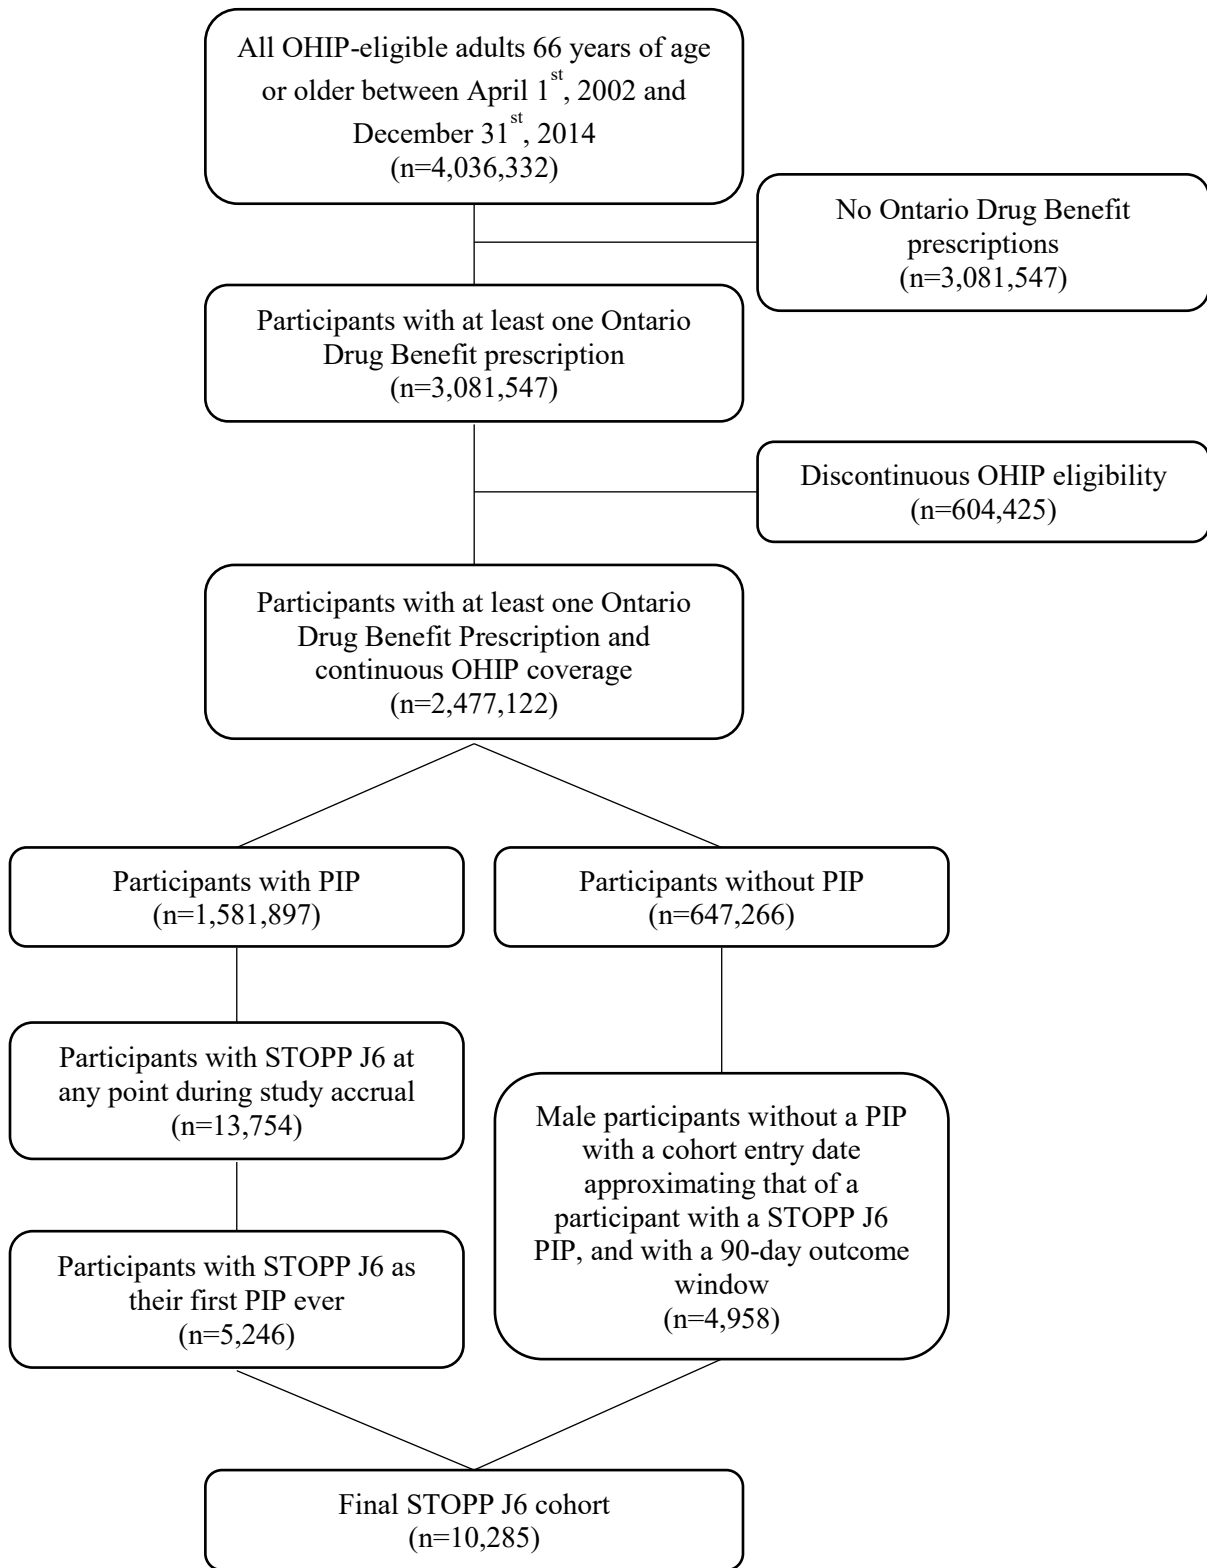 All OHIP-eligible adults 66 years of age
or older between April 1st, 2002 and
December 31st, 2014
(n=4,036,332)
No Ontario Drug Benefit
prescriptions
(n=3,081,547)
Participants with at least one Ontario
Drug Benefit prescription
(n=3,081,547)
Discontinuous OHIP eligibility
(n=604,425)
Participants with at least one Ontario
Drug Benefit Prescription and
continuous OHIP coverage
(n=2,477,122)
Participants with PIP
(n=1,581,897)
Participants without PIP
(n=647,266)
Participants with STOPP J6 at
any point during study accrual
(n=13,754)
Male participants without a PIP
with a cohort entry date
approximating that of a
participant with a STOPP J6
PIP, and with a 90-day outcome
window
(n=4,958)
Participants with STOPP J6 as
their first PIP ever
(n=5,246)
Final STOPP J6 cohort
(n=10,285)